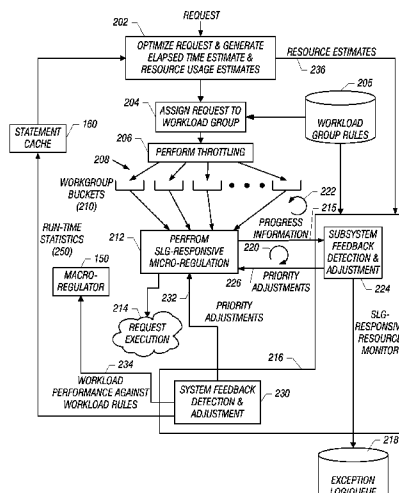 REQUEST
202
OPTIMIZE REQUEST & GENERATE
ELAPSED TIME ESTIMATE &
RESOURCE USAGE ESTIMATES
RESOURCE ESTIMATES
236
204
ASSIGN REQUEST TO
WORKLOAD GROUP
205
WORKLOAD
GROUP RULES
160
STATEMENT
CACHE
206
PERFORM THROTTLING
208
WORKGROUP
BUCKETS
(210)
222
PROGRESS
INFORMATION
215
RUN-TIME
STATISTICS
(250)
212
PERFROM
SLG-RESPONSIVE
MICRO-REGULATION
220
SUBSYSTEM
FEEDBACK
DETECTION &
ADJUSTMENT
150
MACRO-
REGULATOR
226
PRIORITY
ADJUSTMENTS
224
232
214
REQUEST
EXECUTION
PRIORITY
ADJUSTMENTS
SLG-
RESPONSIVE
RESOURCE
MONITOR
216
234
WORKLOAD
PERFORMANCE AGAINST
WORKLOAD RULES
SYSTEM FEEDBACK
DETECTION &
ADJUSTMENT
230
218
EXCEPTION
LOG/QUEUE